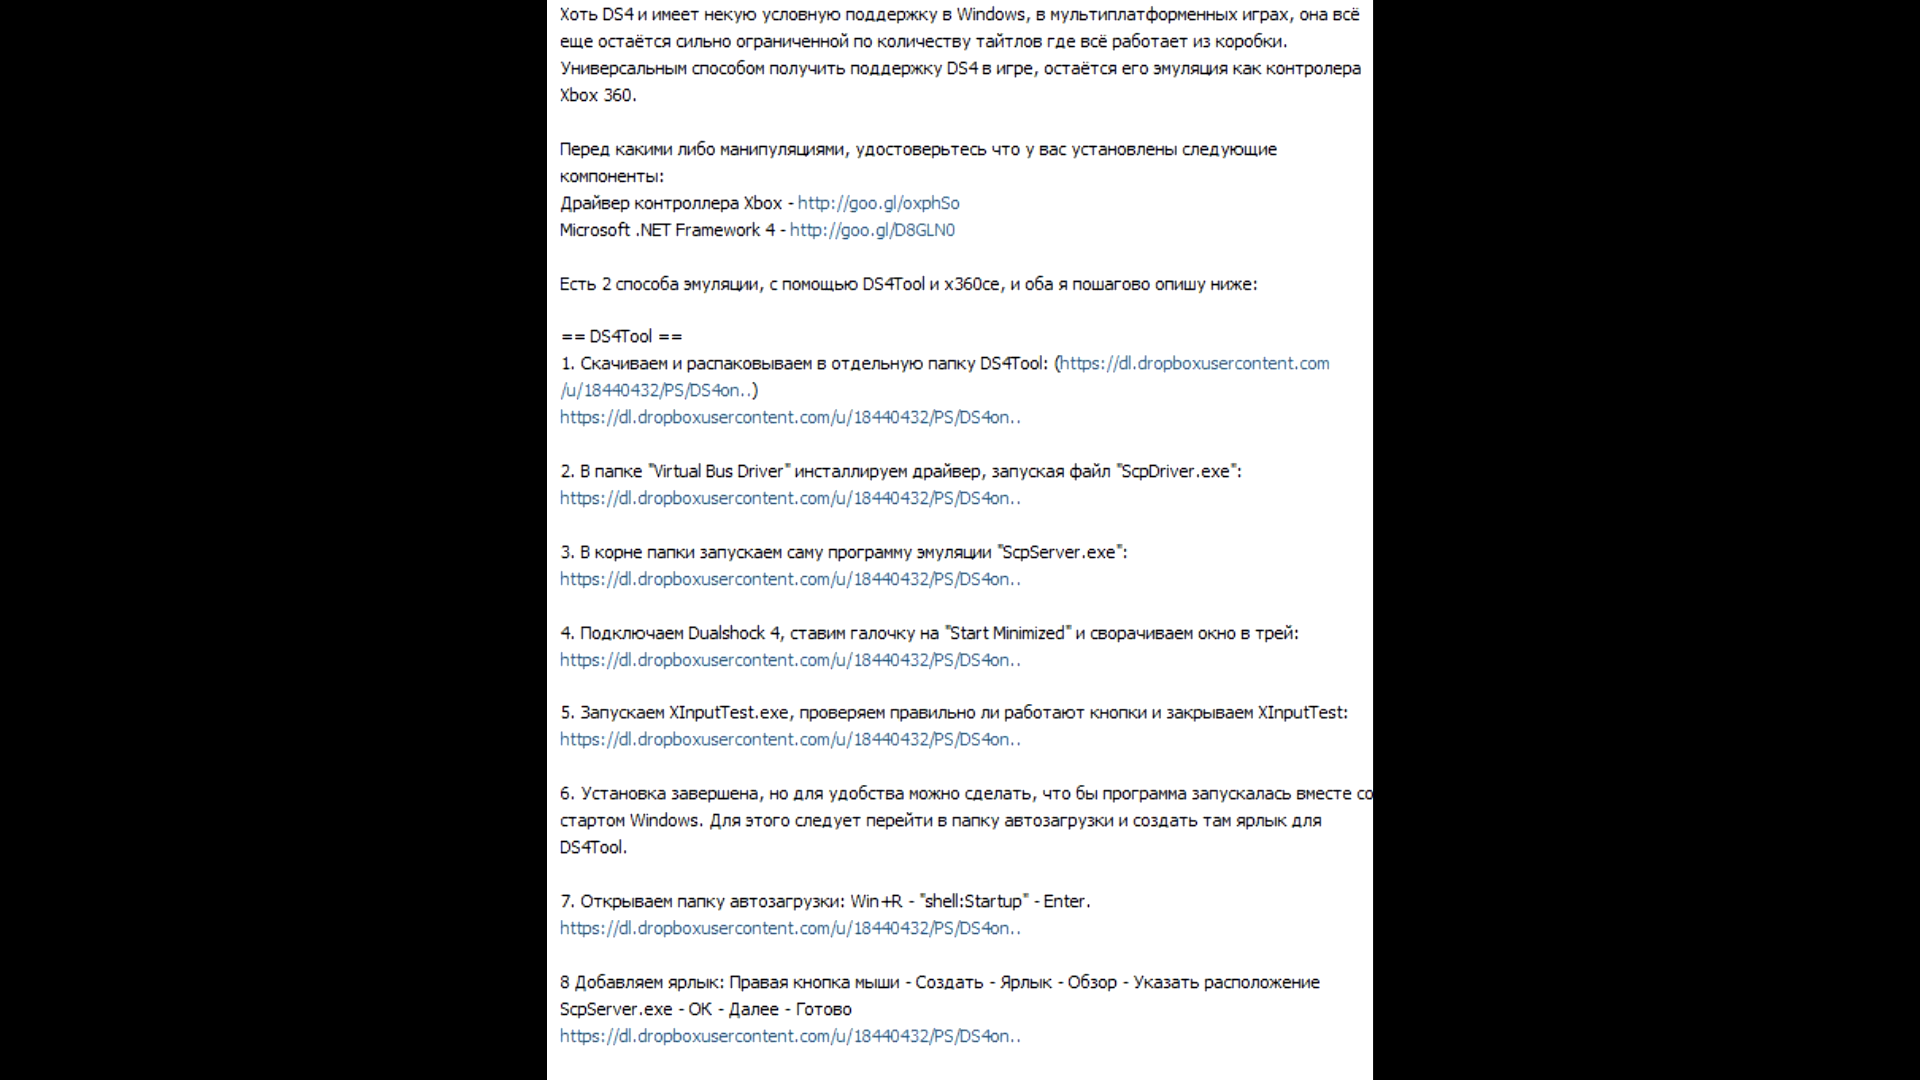 Хоть DS4 и имеет некую условную поддержку в Windows, в мультиплатформенных играх, она всё
еще остаётся сильно ограниченной по количеству тайтлов где всё работает из коробки.
Универсальным способом получить поддержку DS4 в игре, остаётся его эмуляция как контролера
Xbox 360.
Перед какими либо манипуляциями, удостоверьтесь что у вас установлены следующие
компоненты:
Драйвер контроллера Xbox - http://goo.gl/oxphSo
Microsoft .NET Framework 4 - http://goo.gl/D8GLN0
Есть 2 способа эмуляции, с помощью DS4Tool и x360ce, и оба я пошагово опишу ниже:
== DS4Tool ==
1. Скачиваем и распаковываем в отдельную папку DS4Tool: (https://dl.dropboxusercontent.com
/u/18440432/PS/DS4on..)
https://dl.dropboxusercontent.com/u/18440432/PS/DS4on..
2. В папке "Virtual Bus Driver" инсталлируем драйвер, запуская файл "ScpDriver.exe":
https://dl.dropboxusercontent.com/u/18440432/PS/DS4on..
3. В корне папки запускаем саму программу эмуляции "ScpServer.exe":
https://dl.dropboxusercontent.com/u/18440432/PS/DS4on..
4. Подключаем Dualshock 4, ставим галочку на "Start Minimized" и сворачиваем окно в трей:
https://dl.dropboxusercontent.com/u/18440432/PS/DS4on..
5. Запускаем XInputTest.exe, проверяем правильно ли работают кнопки и закрываем XInputTest:
https://dl.dropboxusercontent.com/u/18440432/PS/DS4on..
6. Установка завершена, но для удобства можно сделать, что бы программа запускалась вместе со
стартом Windows. Для этого следует перейти в папку автозагрузки и создать там ярлык для
DS4Tool.
7. Открываем папку автозагрузки: Win+R - "shell:Startup" - Enter.
https://dl.dropboxusercontent.com/u/18440432/PS/DS4on..
8 Добавляем ярлык: Правая кнопка мыши - Создать - Ярлык - Обзор - Указать расположение
ScpServer.exe - ОК - Далее - Готово
https://dl.dropboxusercontent.com/u/18440432/PS/DS4on..